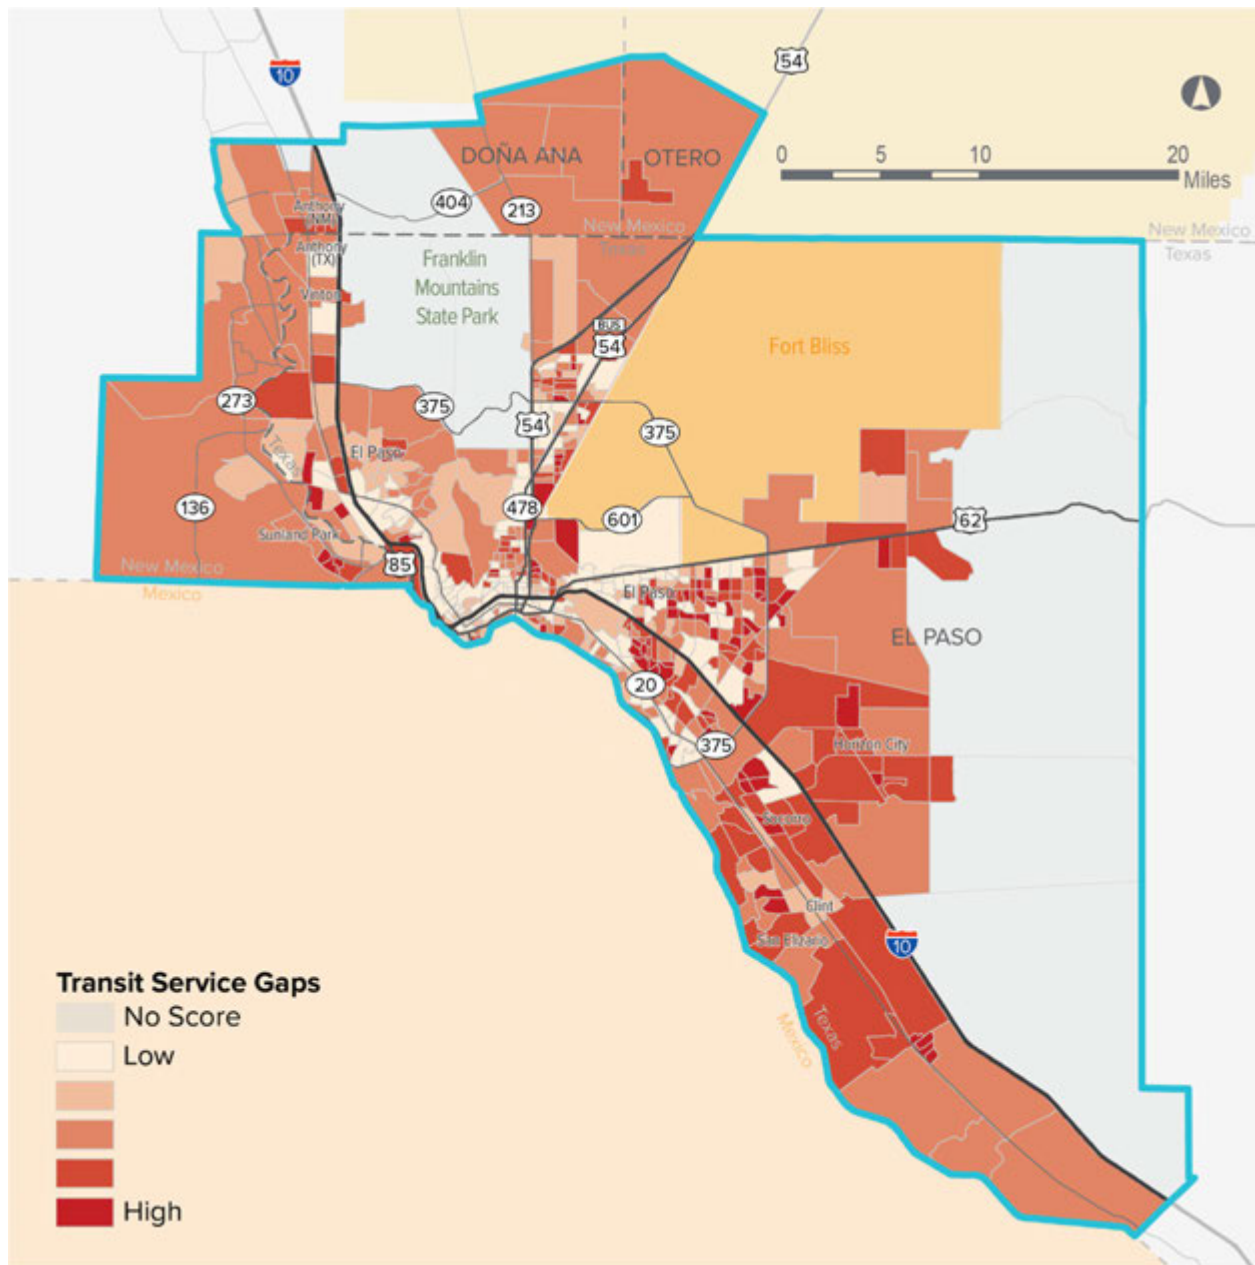 54
10
0 5 10 20
Miles
DOÑA ANA
OTERO
404
213
Anthony
(NM)
New Mexico
Texas
New Mexico
Texas
Anthony
(TX)
Franklin
Mountains
State Park
Vinton
BUS
54
Fort Bliss
273
375
54
375
Texas
El Paso
136
478
601
62
Sunland Park
85
New Mexico
Mexico
El Paso
EL PASO
20
375
Horizon City
Socorro
Clint
San Elizario
10
Texas
Mexico
Transit Service Gaps
No Score
Low
High